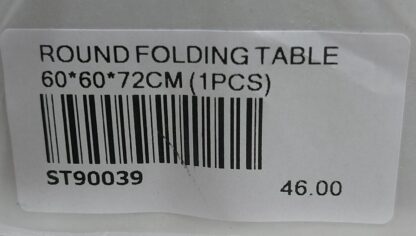 ROUND FOLDING TABLE
60*60*72CM (1PCS)
ST90039
46.00